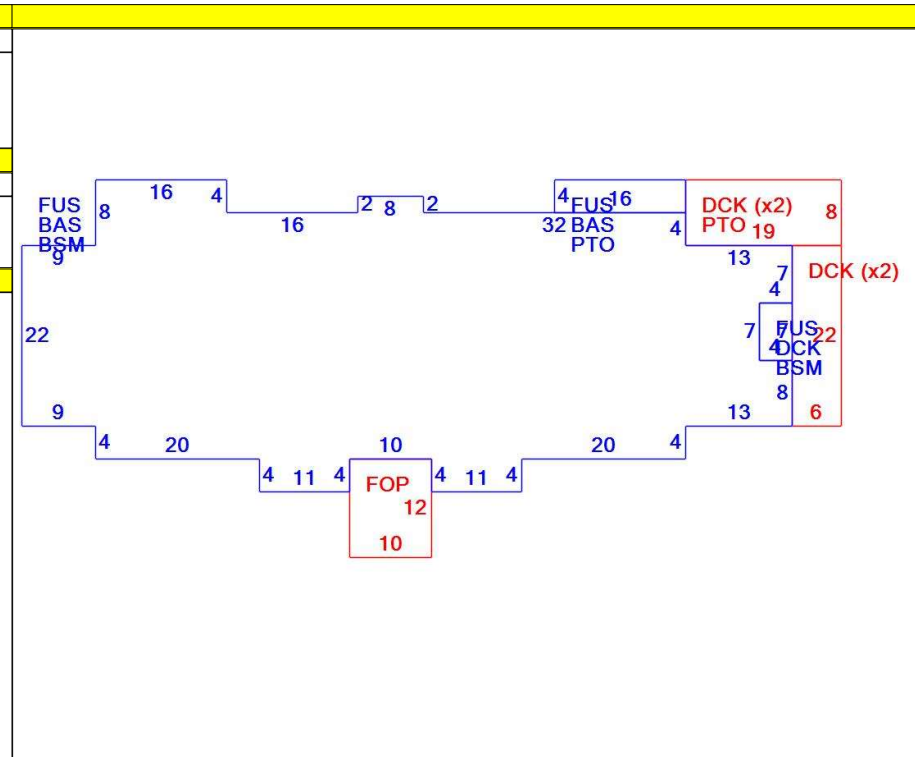 16 4
FUS 8 2 8 2 4 FUS 16 DCK (x2) 8
BAS 16 32 BAS 4 PTO 19
BSM PTO
9 13
7 DCK (x2)
4
22 7 7 FUS 22
4 DCK
BSM
8
9 13 6
4 20 10 20 4
4 11 4 FOP 4 11 4
12
10